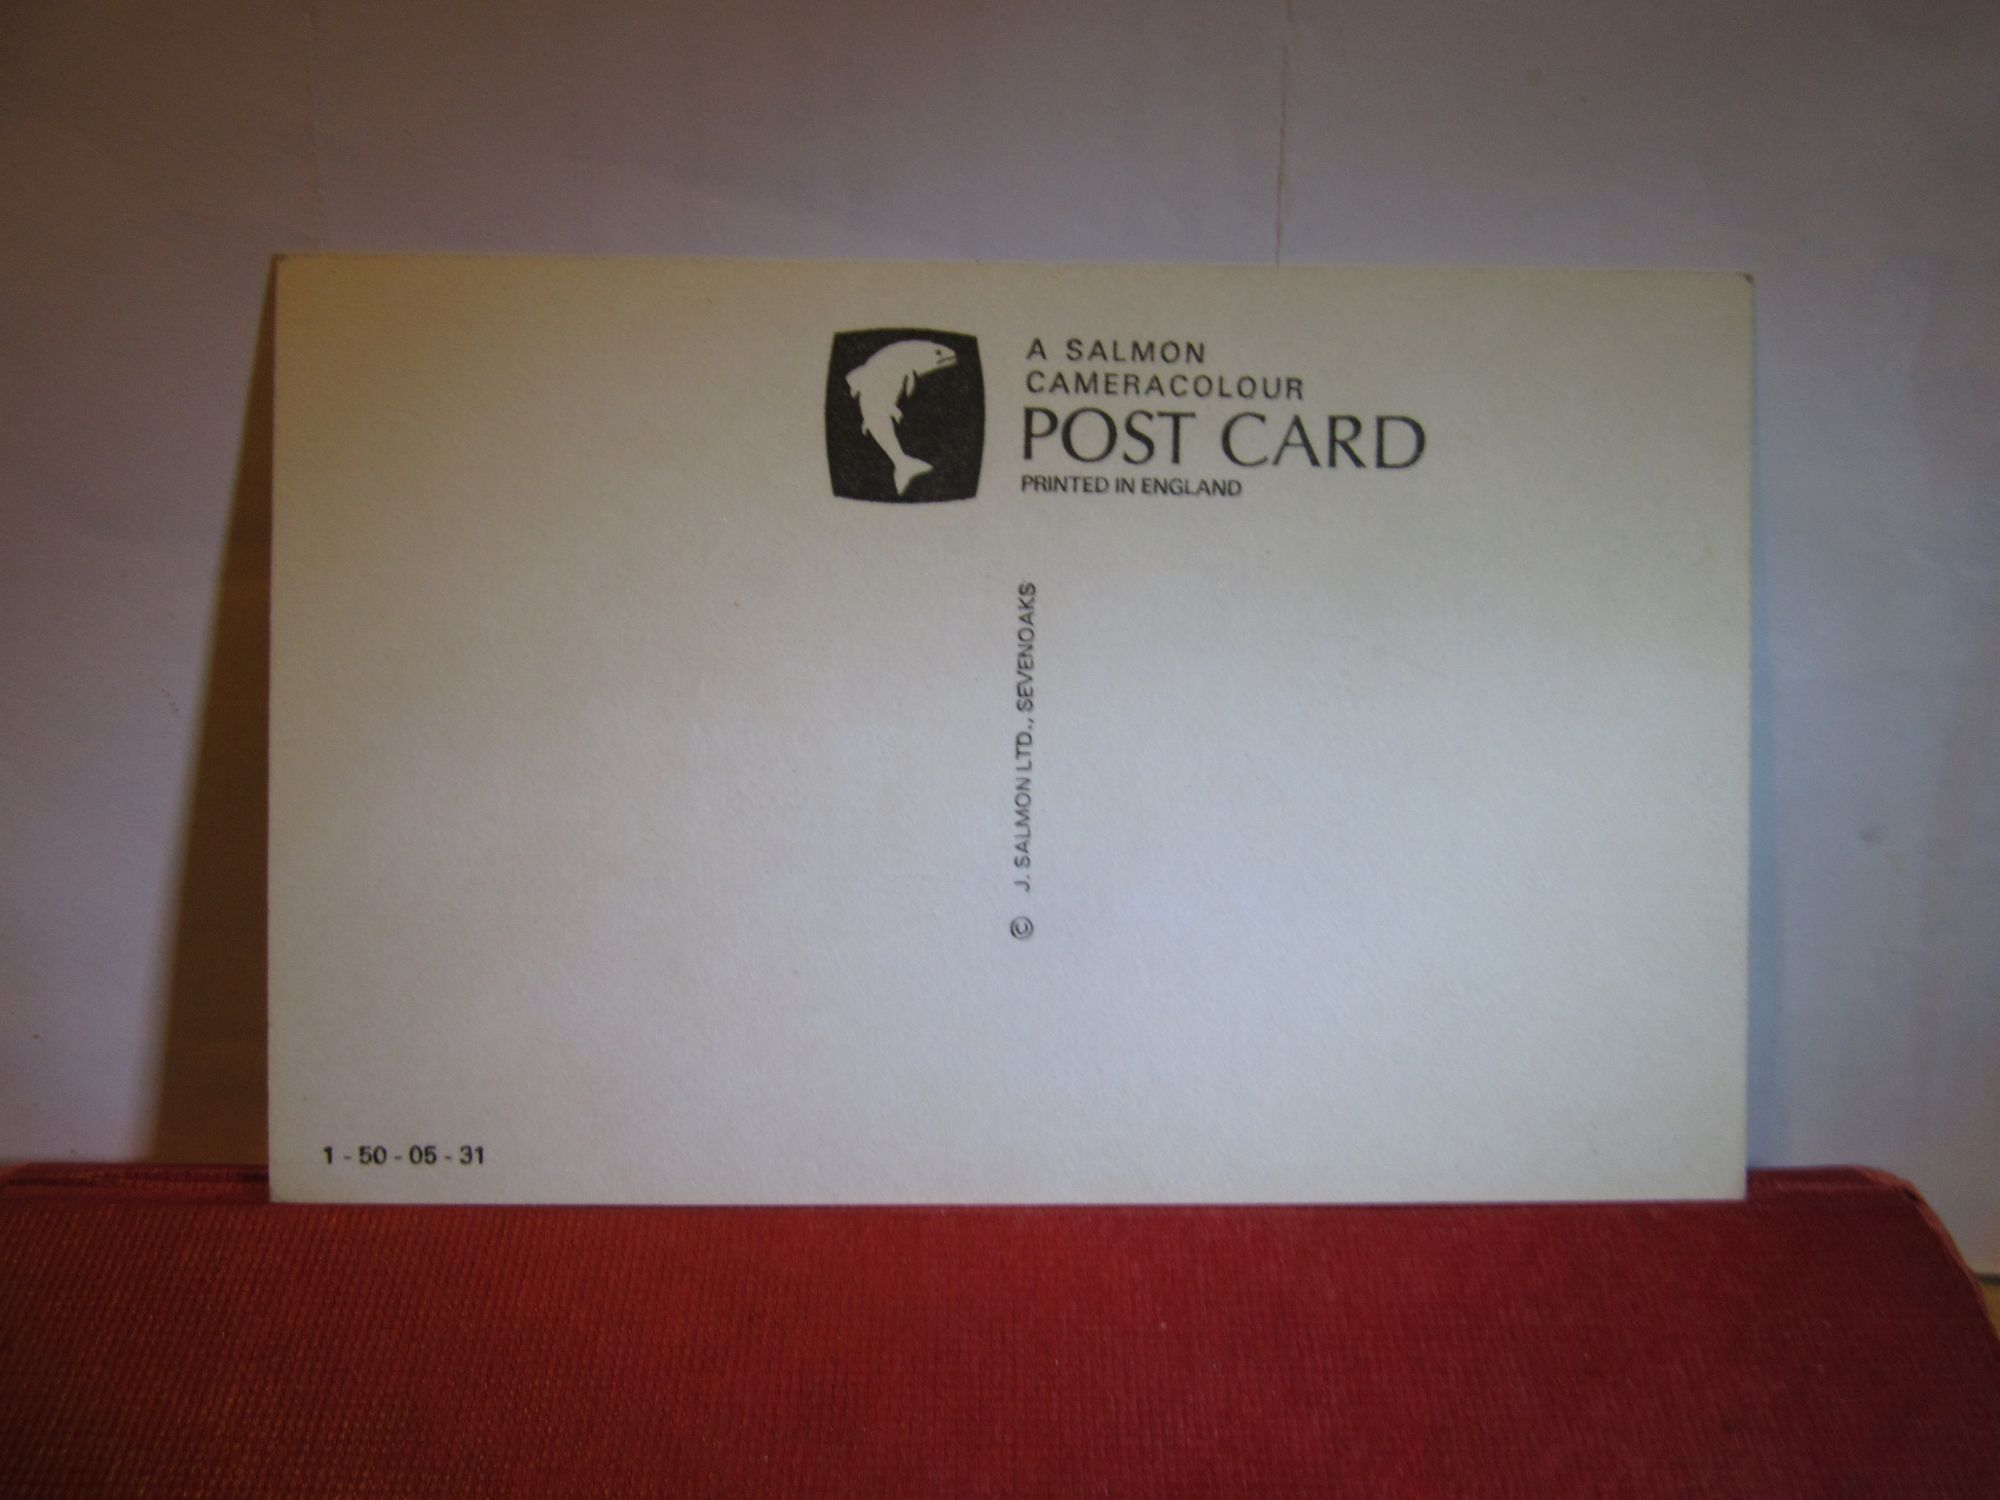 A SALMON
CAMERACOLOUR
POST CARD
PRINTED IN ENGLAND
© J. SALMON LTD., SEVENOAKS
1 - 50 - 05 - 31